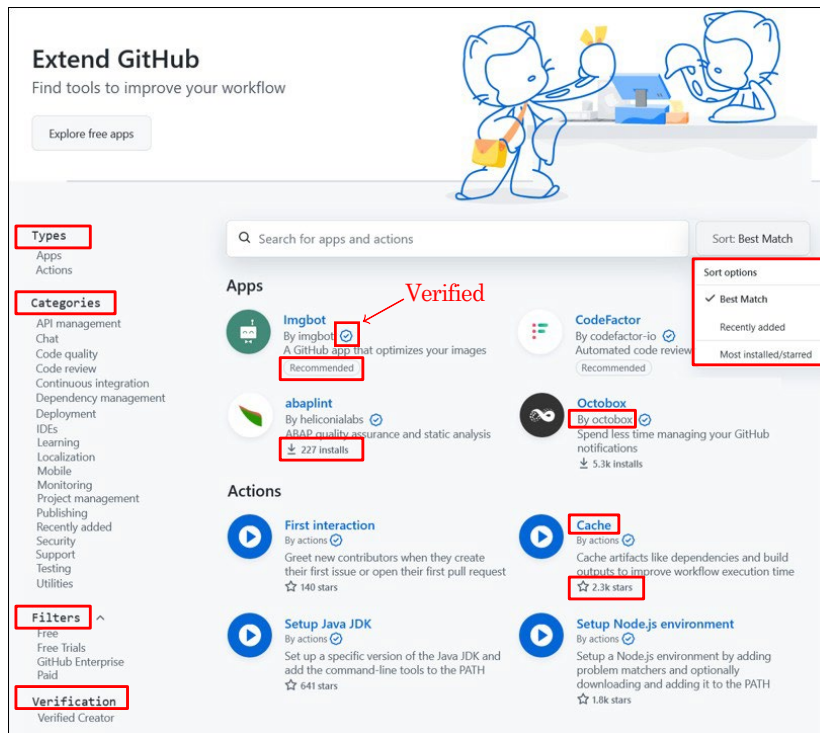 Extend GitHub
Find tools to improve your workflow
Explore free apps
Types
Apps
Actions
Categories
API management
Chat
Code quality
Code review
Continuous integration
Dependency management
Deployment
IDEs
Learning
Localization
Mobile
Monitoring
Project management
Publishing
Recently added
Security
Support
Testing
Utilities
Filters
Free
Free Trials
GitHub Enterprise
Paid
Verification
Verified Creator
Search for apps and actions
Sort: Best Match
Sort options
Best Match
Recently added
Most installed/starred
Apps
Verified
Imgbot
By imgbot
A GitHub app that optimizes your images
Recommended
CodeFactor
By codefactor-io
Automated code review
Recommended
abaplint
By heliconialabs
ABAP quality assurance and static analysis
227 installs
Octobox
By octobox
Spend less time managing your GitHub
notifications
5.3k installs
Actions
First interaction
By actions
Greet new contributors when they create
their first issue or open their first pull request
140 stars
Cache
By actions
Cache artifacts like dependencies and build
outputs to improve workflow execution time
2.3k stars
Setup Java JDK
By actions
Set up a specific version of the Java JDK and
add the command-line tools to the PATH
641 stars
Setup Node.js environment
By actions
Setup a Node.js environment by adding
problem matchers and optionally
downloading and adding it to the PATH
1.8k stars